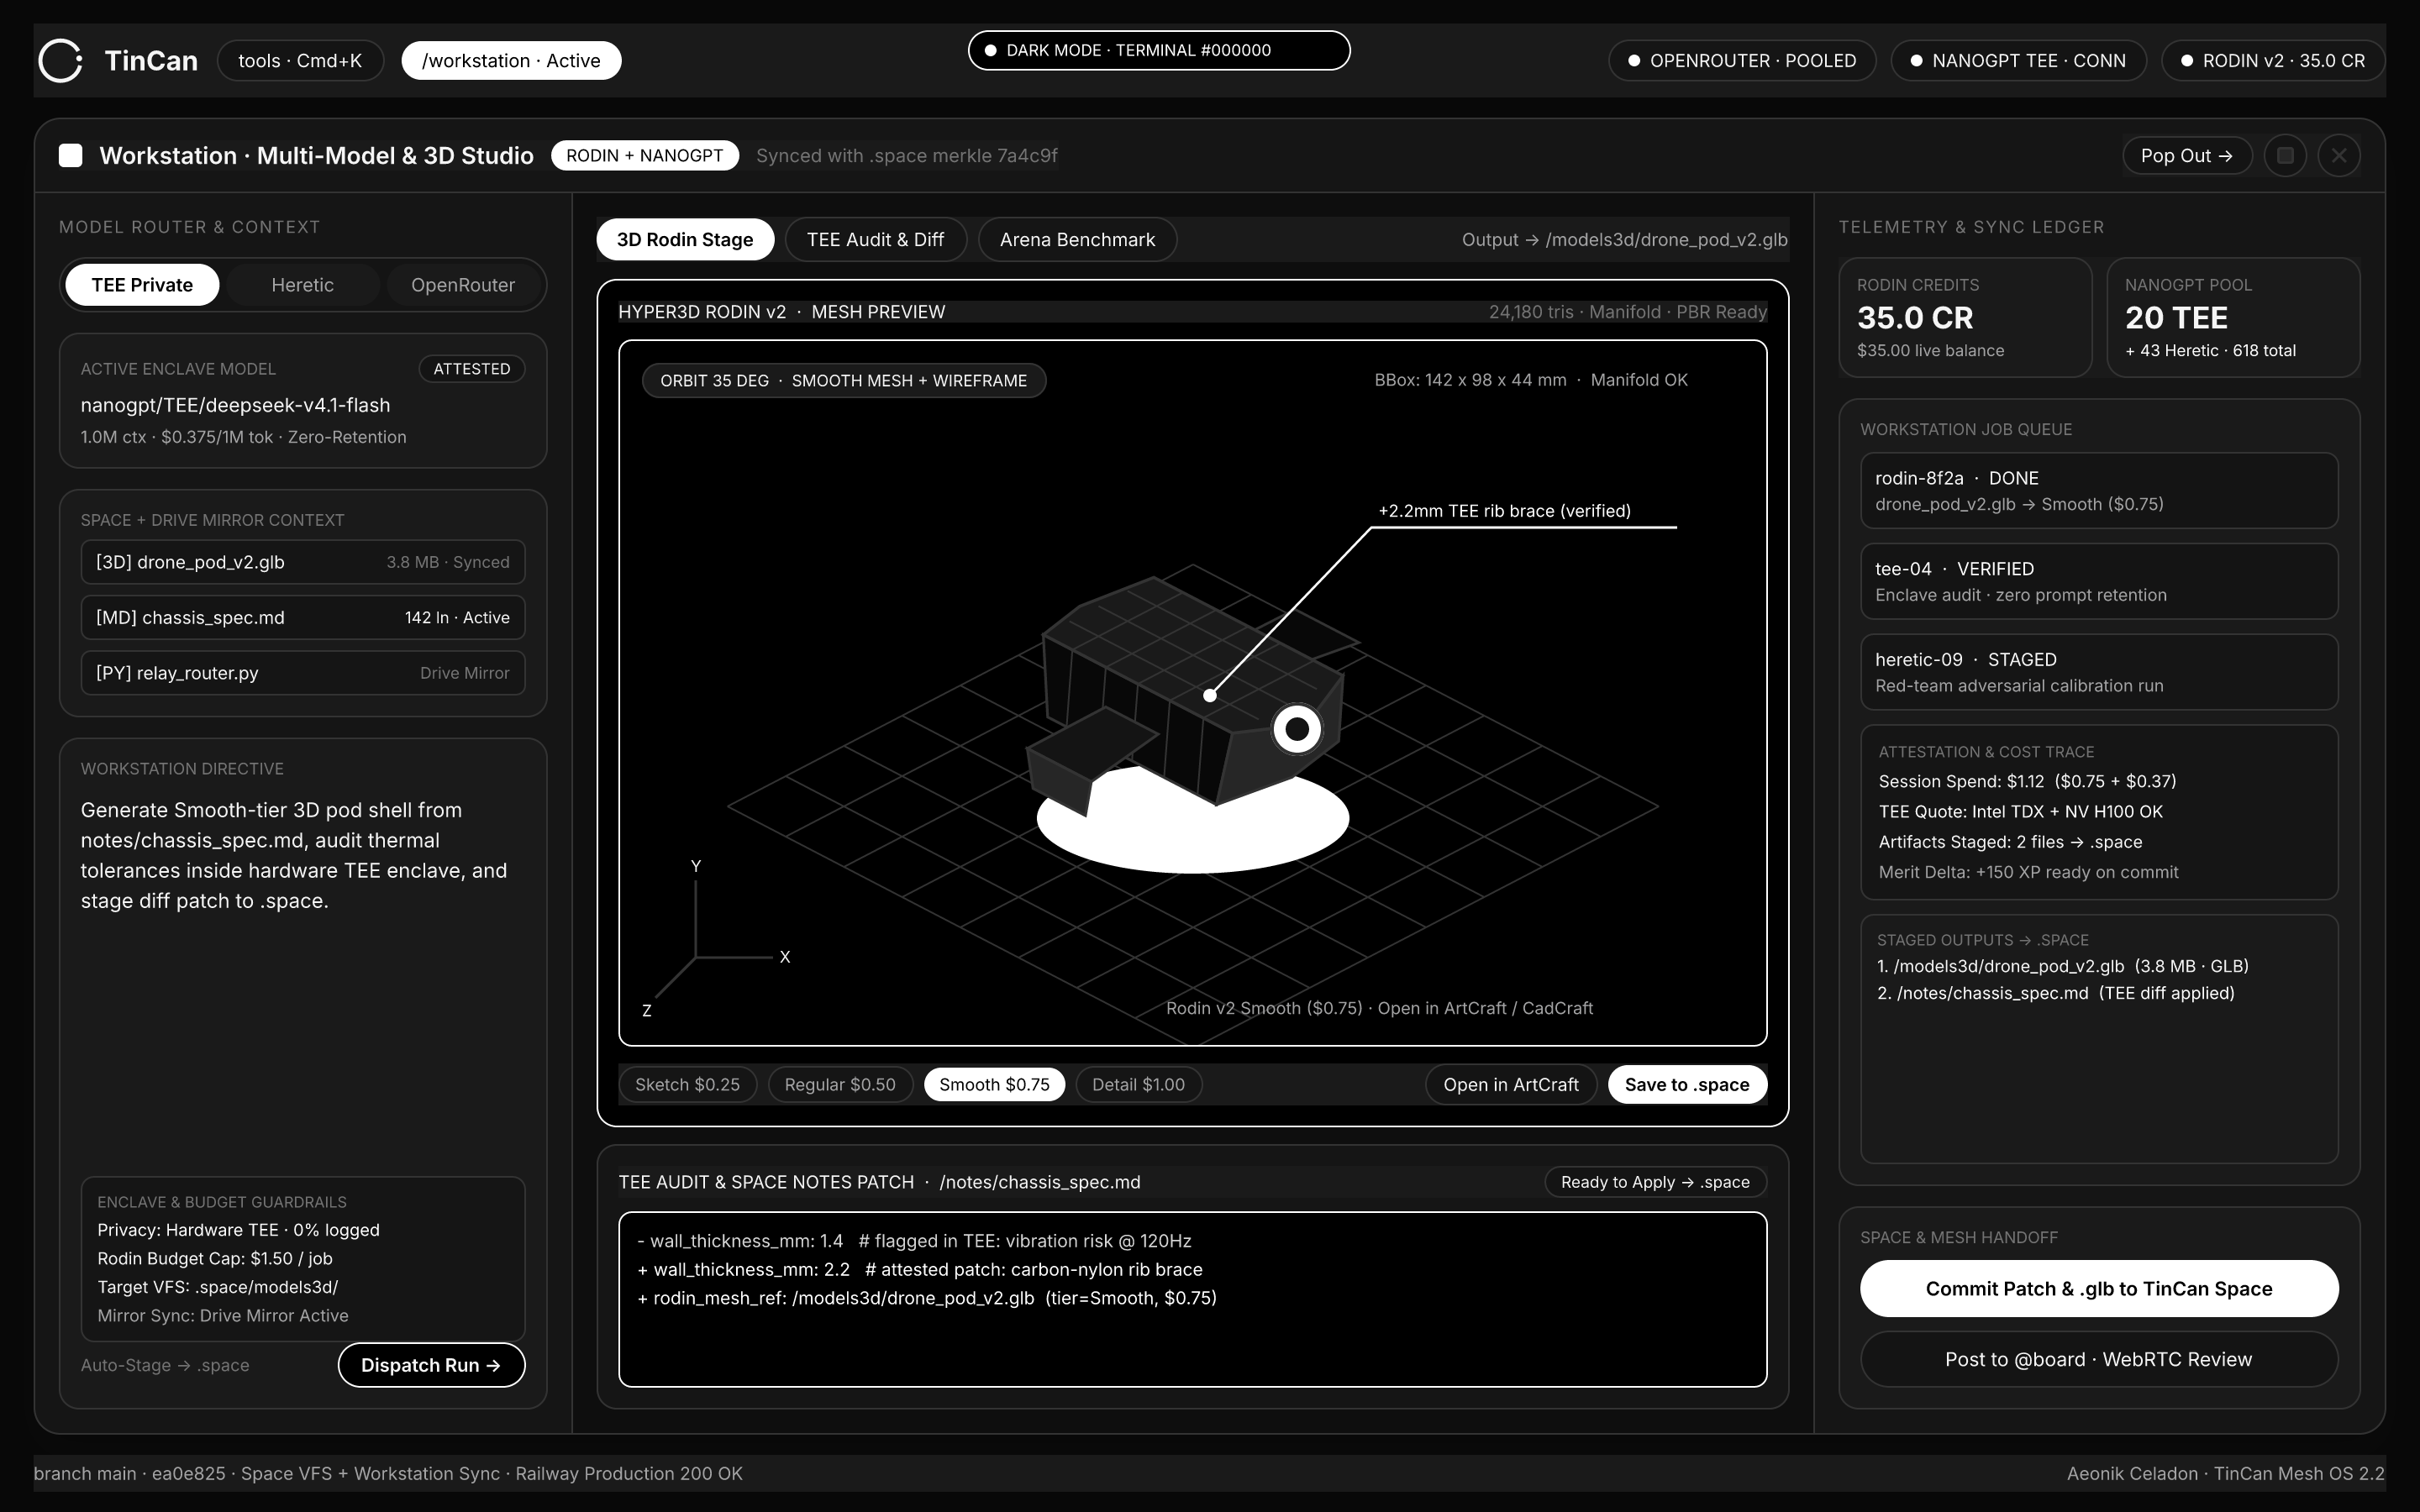 TinCan
tools · Cmd+K
/workstation · Active
DARK MODE · TERMINAL #000000
OPENROUTER · POOLED
NANOGPT TEE · CONN
RODIN v2 · 35.0 CR
Workstation · Multi-Model & 3D Studio
RODIN + NANOGPT
Synced with .space merkle 7a4c9f
Pop Out →
MODEL ROUTER & CONTEXT
TEE Private
Heretic
OpenRouter
ACTIVE ENCLAVE MODEL
ATTESTED
nanogpt/TEE/deepseek-v4.1-flash
1.0M ctx · $0.375/1M tok · Zero-Retention
SPACE + DRIVE MIRROR CONTEXT
[3D] drone_pod_v2.glb
3.8 MB · Synced
[MD] chassis_spec.md
142 ln · Active
[PY] relay_router.py
Drive Mirror
WORKSTATION DIRECTIVE
Generate Smooth-tier 3D pod shell from
notes/chassis_spec.md, audit thermal
tolerances inside hardware TEE enclave, and
stage diff patch to .space.
ENCLAVE & BUDGET GUARDRAILS
Privacy: Hardware TEE · 0% logged
Rodin Budget Cap: $1.50 / job
Target VFS: .space/models3d/
Mirror Sync: Drive Mirror Active
Auto-Stage → .space
Dispatch Run →
3D Rodin Stage
TEE Audit & Diff
Arena Benchmark
Output → /models3d/drone_pod_v2.glb
HYPER3D RODIN v2 · MESH PREVIEW
24,180 tris · Manifold · PBR Ready
ORBIT 35 DEG · SMOOTH MESH + WIREFRAME
BBox: 142 x 98 x 44 mm · Manifold OK
+2.2mm TEE rib brace (verified)
Y
X
Z
Rodin v2 Smooth ($0.75) · Open in ArtCraft / CadCraft
Sketch $0.25
Regular $0.50
Smooth $0.75
Detail $1.00
Open in ArtCraft
Save to .space
TEE AUDIT & SPACE NOTES PATCH · /notes/chassis_spec.md
Ready to Apply → .space
- wall_thickness_mm: 1.4 # flagged in TEE: vibration risk @ 120Hz
+ wall_thickness_mm: 2.2 # attested patch: carbon-nylon rib brace
+ rodin_mesh_ref: /models3d/drone_pod_v2.glb (tier=Smooth, $0.75)
TELEMETRY & SYNC LEDGER
RODIN CREDITS
35.0 CR
$35.00 live balance
NANOGPT POOL
20 TEE
+ 43 Heretic · 618 total
WORKSTATION JOB QUEUE
rodin-8f2a · DONE
drone_pod_v2.glb → Smooth ($0.75)
tee-04 · VERIFIED
Enclave audit · zero prompt retention
heretic-09 · STAGED
Red-team adversarial calibration run
ATTESTATION & COST TRACE
Session Spend: $1.12 ($0.75 + $0.37)
TEE Quote: Intel TDX + NV H100 OK
Artifacts Staged: 2 files → .space
Merit Delta: +150 XP ready on commit
STAGED OUTPUTS → .SPACE
1. /models3d/drone_pod_v2.glb (3.8 MB · GLB)
2. /notes/chassis_spec.md (TEE diff applied)
SPACE & MESH HANDOFF
Commit Patch & .glb to TinCan Space
Post to @board · WebRTC Review
branch main · ea0e825 · Space VFS + Workstation Sync · Railway Production 200 OK
Aeonik Celadon · TinCan Mesh OS 2.2